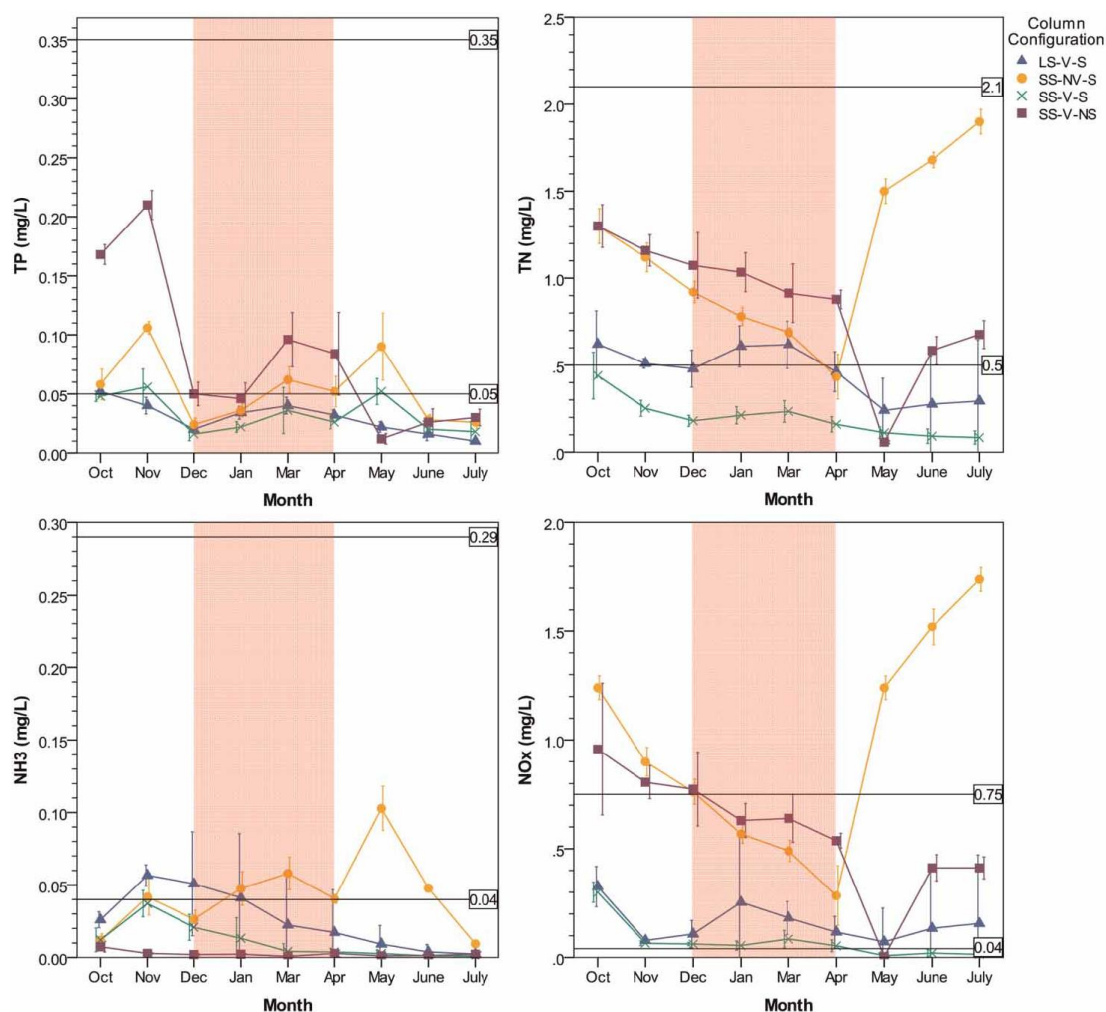 0.35
0.30
0.25
0.20
0.15
0.10
0.05
0.00
TP (mg/L)
0.35
0.05
Oct Nov Dec Jan Mar Apr May June July
Month
2.5
2.0
1.5
1.0
.5
.0
TN (mg/L)
2.1
0.5
Oct Nov Dec Jan Mar Apr May June July
Month
Column
Configuration
LS-V-S
SS-NV-S
SS-V-S
SS-V-NS
0.30
0.25
0.20
0.15
0.10
0.05
0.00
NH3 (mg/L)
0.29
0.04
Oct Nov Dec Jan Mar Apr May June July
Month
2.0
1.5
1.0
.5
.0
NOx (mg/L)
0.75
0.04
Oct Nov Dec Jan Mar Apr May June July
Month